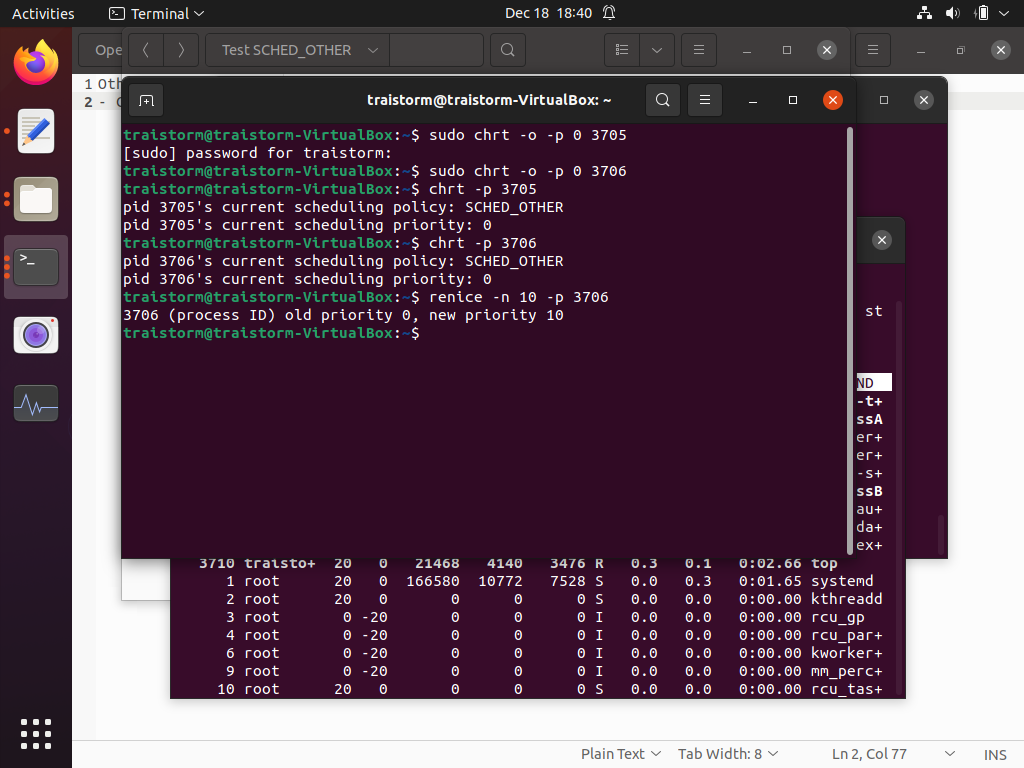 Activities Terminal Dec 18 18:40
Test SCHED_OTHER
1
2 -
traistorm@traistorm-VirtualBox: ~
traistorm@traistorm-VirtualBox:~$ sudo chrt -o -p 0 3705
[sudo] password for traistorm:
traistorm@traistorm-VirtualBox:~$ sudo chrt -o -p 0 3706
traistorm@traistorm-VirtualBox:~$ chrt -p 3705
pid 3705's current scheduling policy: SCHED_OTHER
pid 3705's current scheduling priority: 0
traistorm@traistorm-VirtualBox:~$ chrt -p 3706
pid 3706's current scheduling policy: SCHED_OTHER
pid 3706's current scheduling priority: 0
traistorm@traistorm-VirtualBox:~$ renice -n 10 -p 3706
3706 (process ID) old priority 0, new priority 10
traistorm@traistorm-VirtualBox:~$
st
ND
-t+
ssA
er+
er+
-s+
ssB
au+
da+
ex+
3710 traisto+ 20 0 21468 4140 3476 R 0.3 0.1 0:02.66 top
1 root 20 0 166580 10772 7528 S 0.0 0.3 0:01.65 systemd
2 root 20 0 0 0 0 S 0.0 0.0 0:00.00 kthreadd
3 root 0 -20 0 0 0 I 0.0 0.0 0:00.00 rcu_gp
4 root 0 -20 0 0 0 I 0.0 0.0 0:00.00 rcu_par+
6 root 0 -20 0 0 0 I 0.0 0.0 0:00.00 kworker+
9 root 0 -20 0 0 0 I 0.0 0.0 0:00.00 mm_perc+
10 root 20 0 0 0 0 S 0.0 0.0 0:00.00 rcu_tas+
Plain Text Tab Width: 8 Ln 2, Col 77 INS